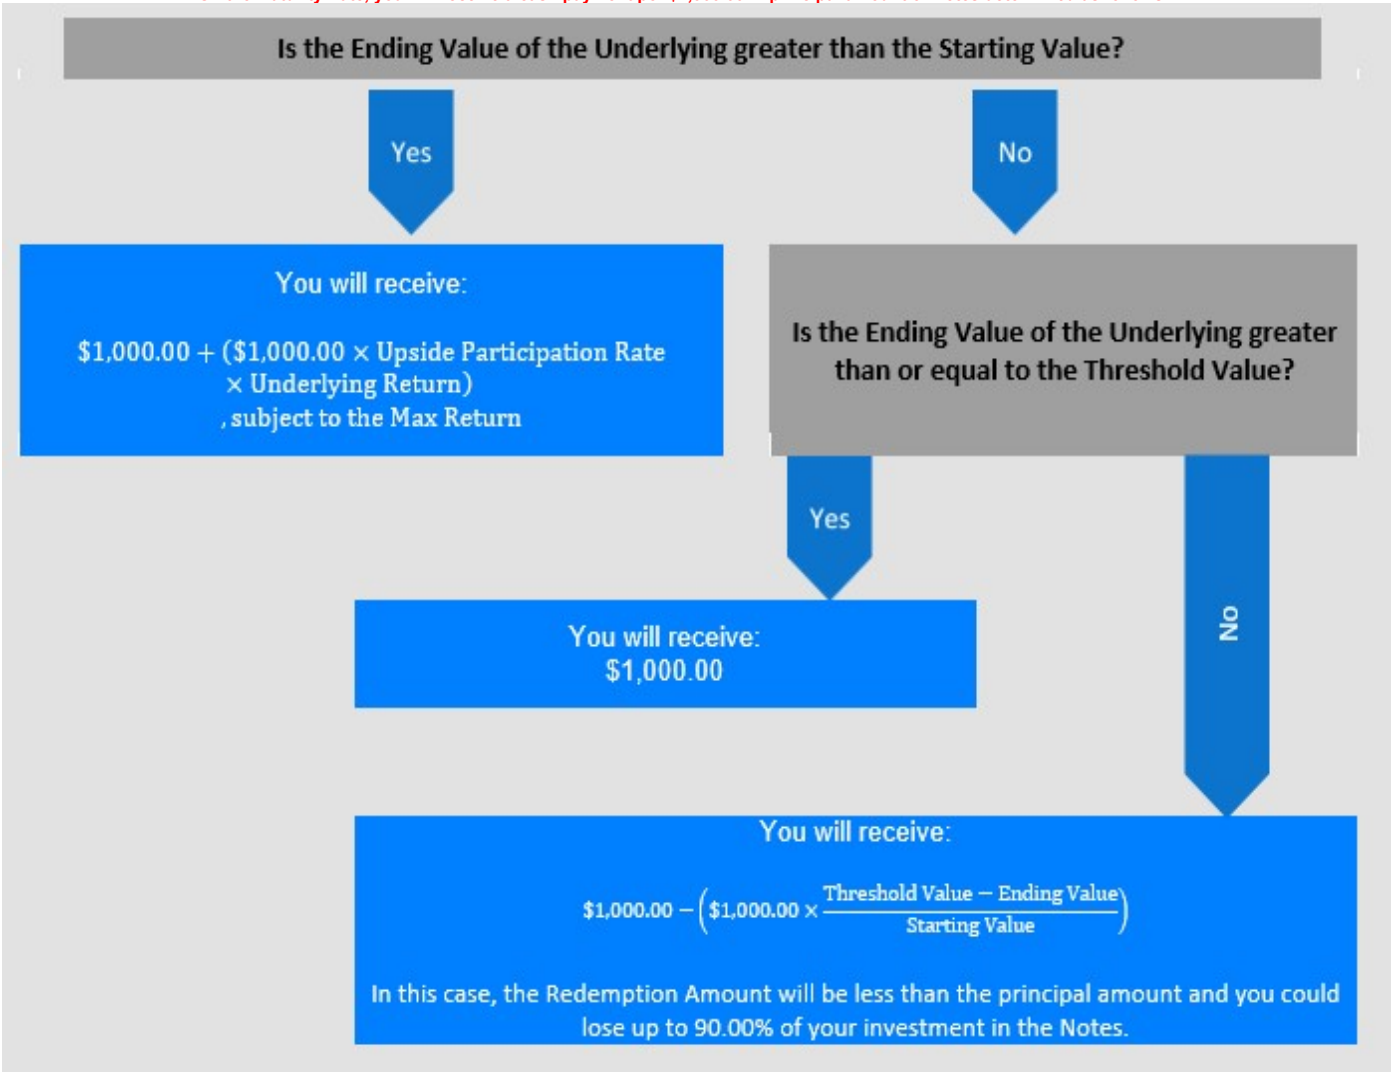 Is the Ending Value of the Underlying greater than the Starting Value?
Yes
No
You will receive:
$1,000.00 + ($1,000.00 × Upside Participation Rate
× Underlying Return)
, subject to the Max Return
Is the Ending Value of the Underlying greater
than or equal to the Threshold Value?
Yes
No
You will receive:
$1,000.00
You will receive:
$1,000.00 − ($1,000.00 × Threshold Value − Ending Value
Starting Value)
In this case, the Redemption Amount will be less than the principal amount and you could
lose up to 90.00% of your investment in the Notes.